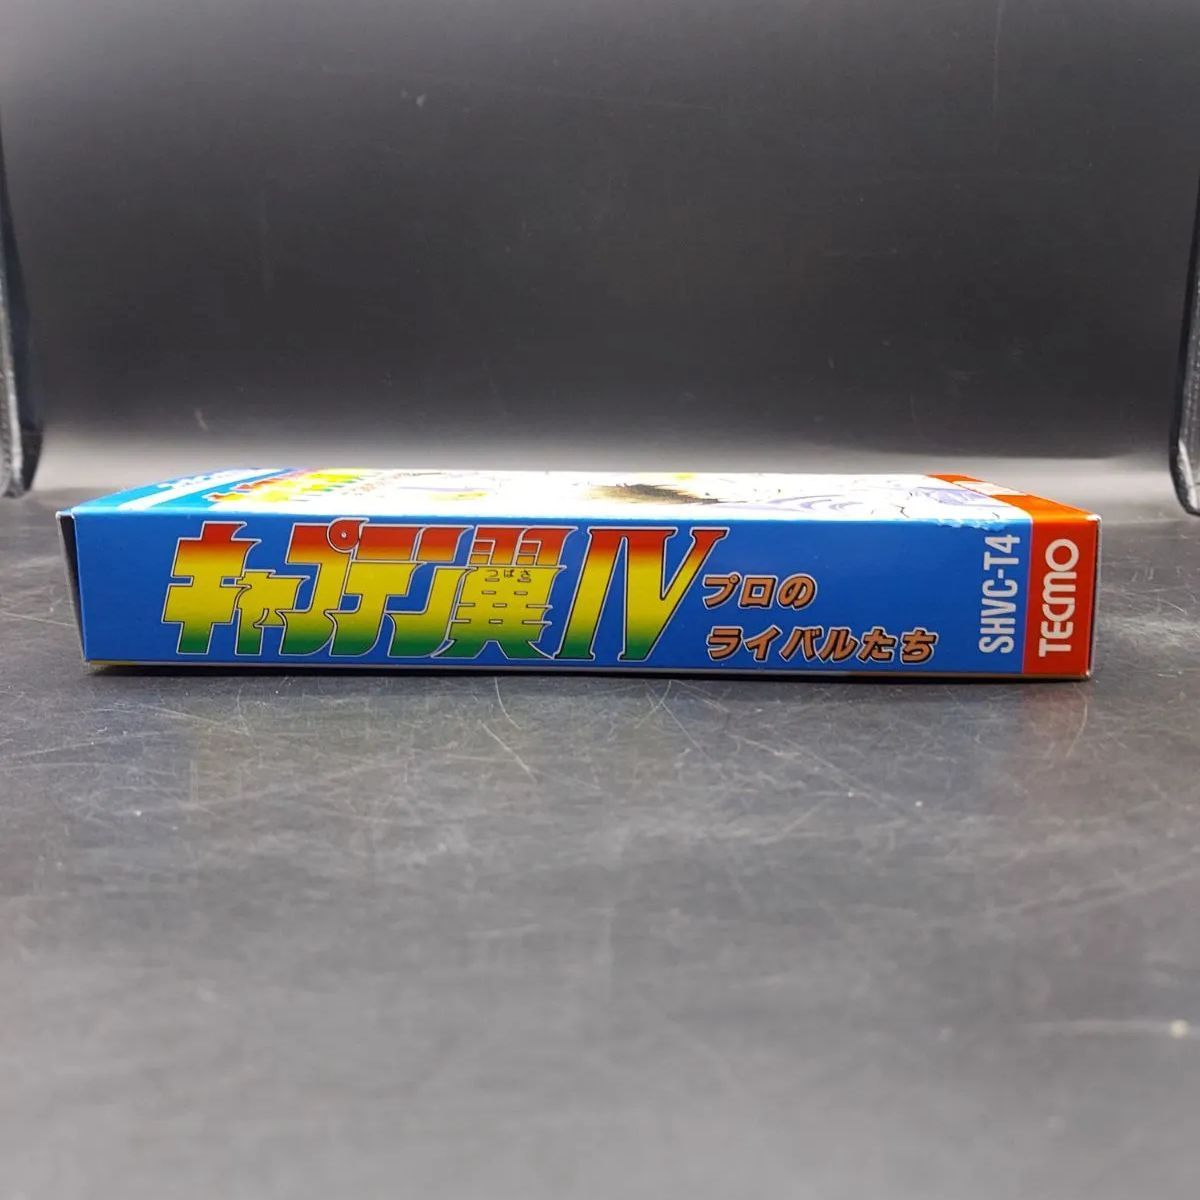 キャプテン翼IV
つばさ
プロの
ライバルたち
SHVC-T4
TECMO